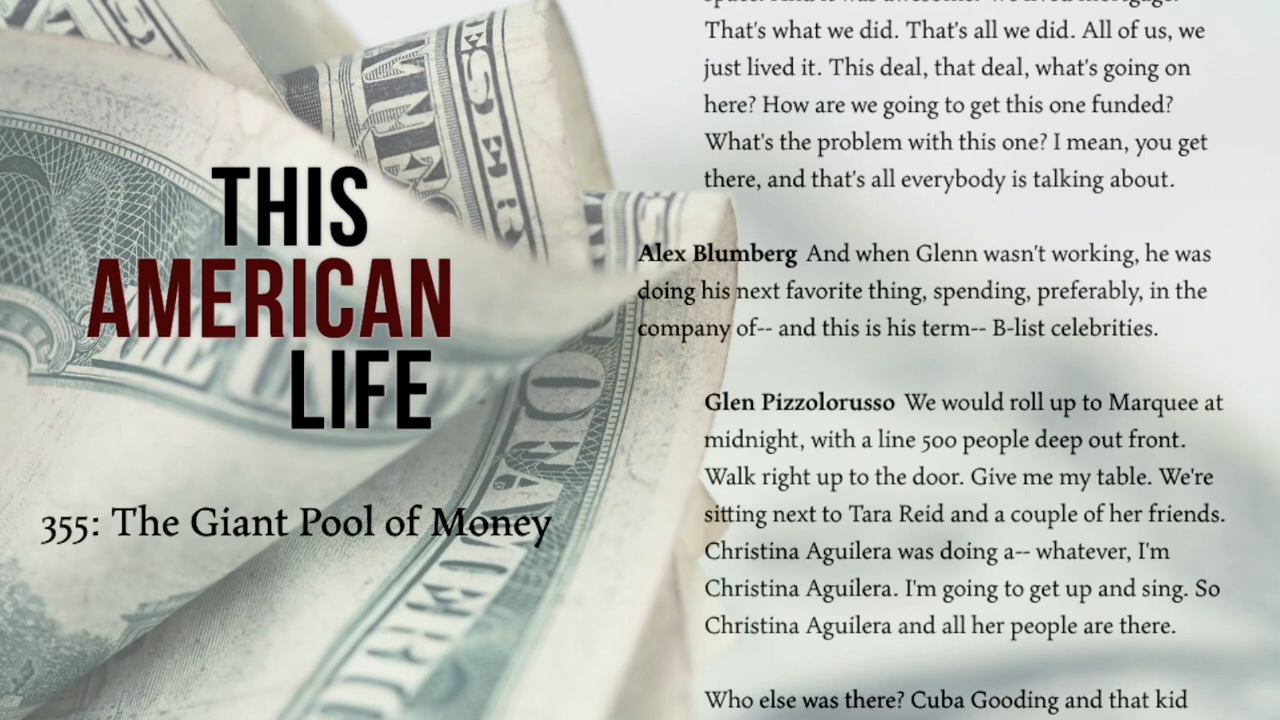 THIS
AMERICAN
LIFE
355: The Giant Pool of Money
That's what we did. That's all we did. All of us, we
just lived it. This deal, that deal, what's going on
here? How are we going to get this one funded?
What's the problem with this one? I mean, you get
there, and that's all everybody is talking about.
Alex Blumberg And when Glenn wasn't working, he was
doing his next favorite thing, spending, preferably, in the
company of-- and this is his term-- B-list celebrities.
Glen Pizzolorusso We would roll up to Marquee at
midnight, with a line 500 people deep out front.
Walk right up to the door. Give me my table. We're
sitting next to Tara Reid and a couple of her friends.
Christina Aguilera was doing a-- whatever, I'm
Christina Aguilera. I'm going to get up and sing. So
Christina Aguilera and all her people are there.
Who else was there? Cuba Gooding and that kid